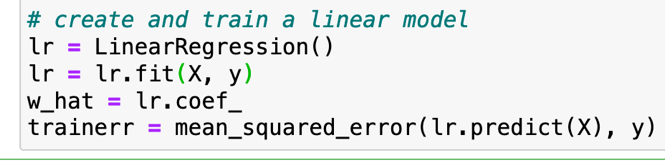 # create and train a linear model
lr = LinearRegression()
lr = lr.fit(X, y)
w_hat = lr.coef_
trainerr = mean_squared_error(lr.predict(X), y)